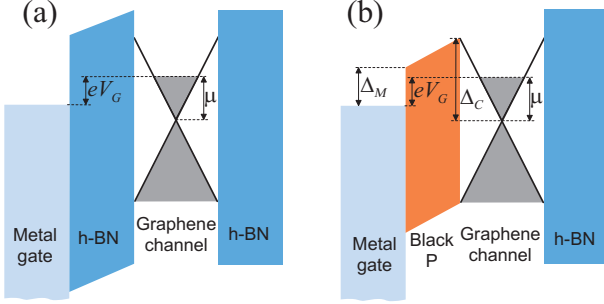 (a)
eV_G
μ
Metal
gate
h-BN
Graphene
channel
h-BN
(b)
Δ_M
eV_G
Δ_C
μ
Metal
gate
Black
P
Graphene
channel
h-BN